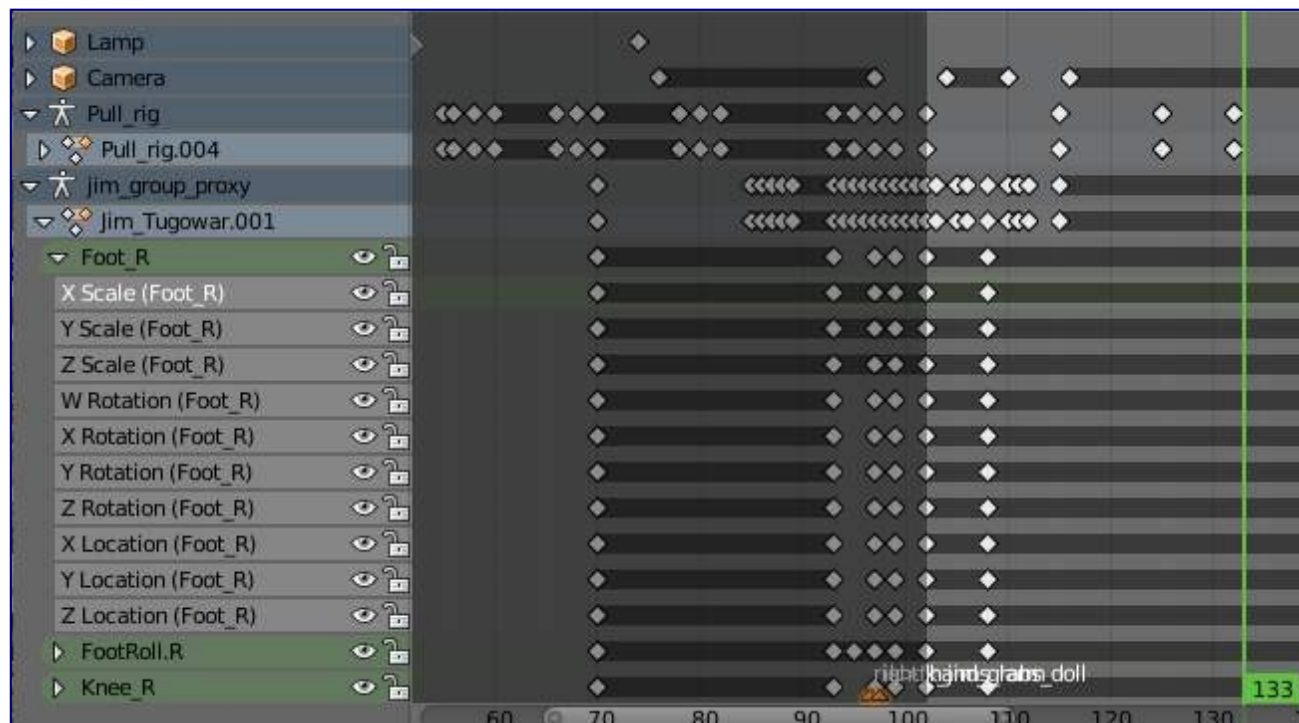 Lamp
Camera
Pull_rig
Pull_rig.004
jim_group_proxy
Jim_Tugowar.001
Foot_R
X Scale (Foot_R)
Y Scale (Foot_R)
Z Scale (Foot_R)
W Rotation (Foot_R)
X Rotation (Foot_R)
Y Rotation (Foot_R)
Z Rotation (Foot_R)
X Location (Foot_R)
Y Location (Foot_R)
Z Location (Foot_R)
FootRoll.R
doll
Knee_R
133
60 70 80 90 100 110 120 130